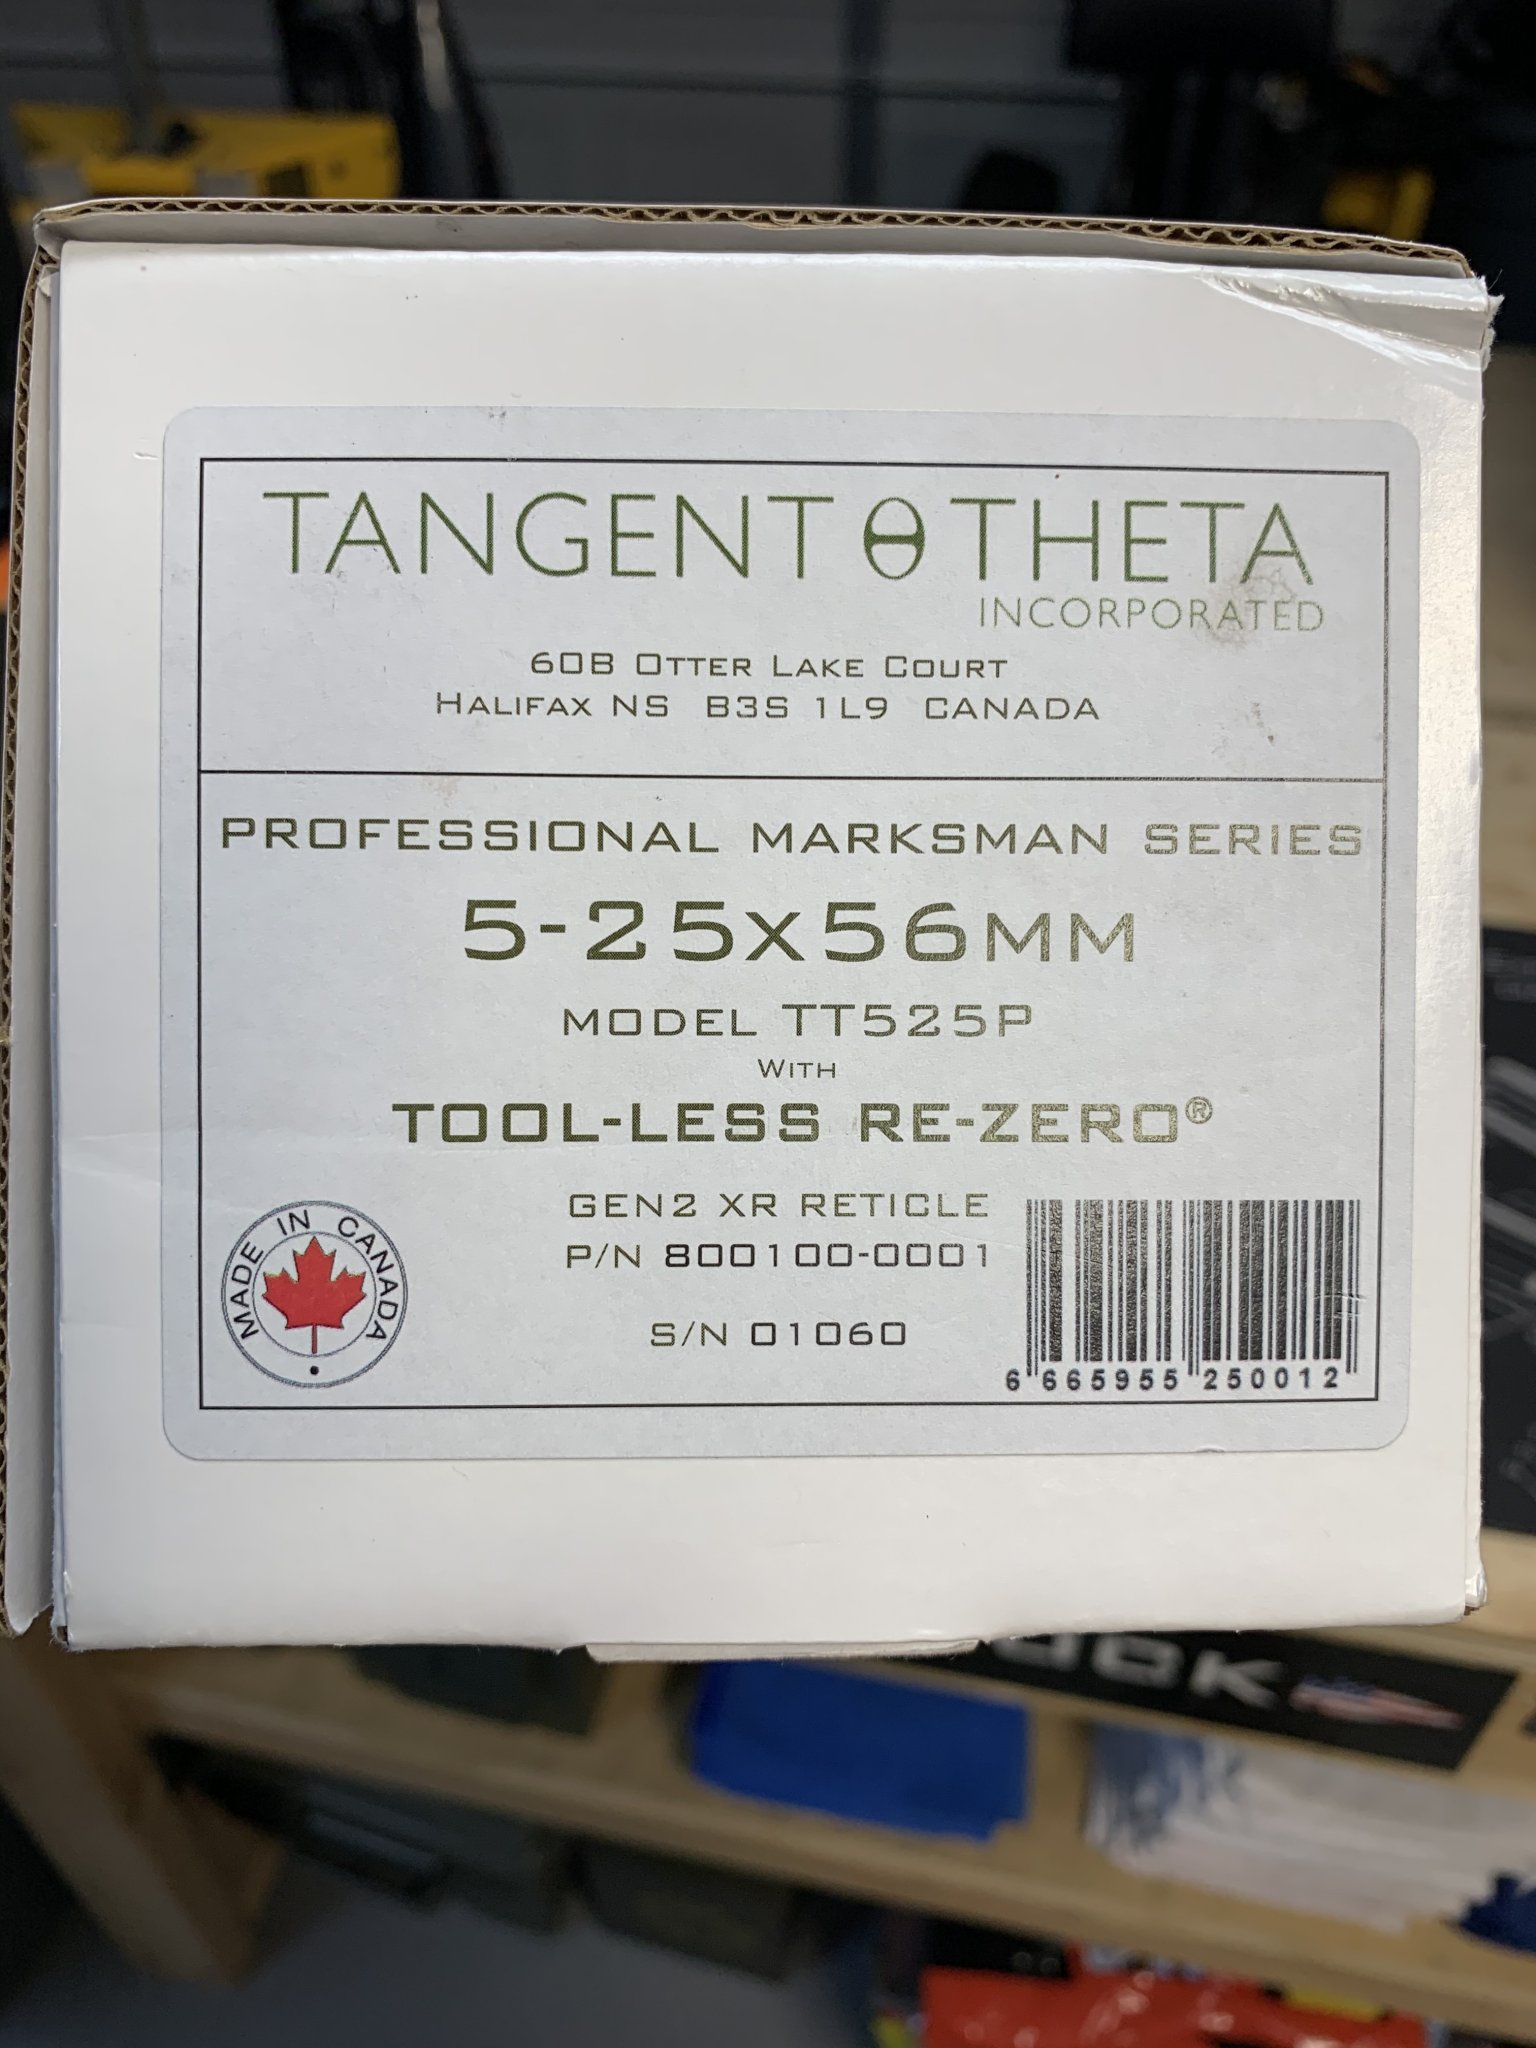 TANGENT θ THETA
INCORPORATED
60B OTTER LAKE COURT
HALIFAX NS B3S 1L9 CANADA
PROFESSIONAL MARKSMAN SERIES
5-25x56MM
MODEL TT525P
WITH
TOOL-LESS RE-ZERO®
GEN2 XR RETICLE
P/N 800100-0001
S/N 01060
MADE IN CANADA
6 665955 250012